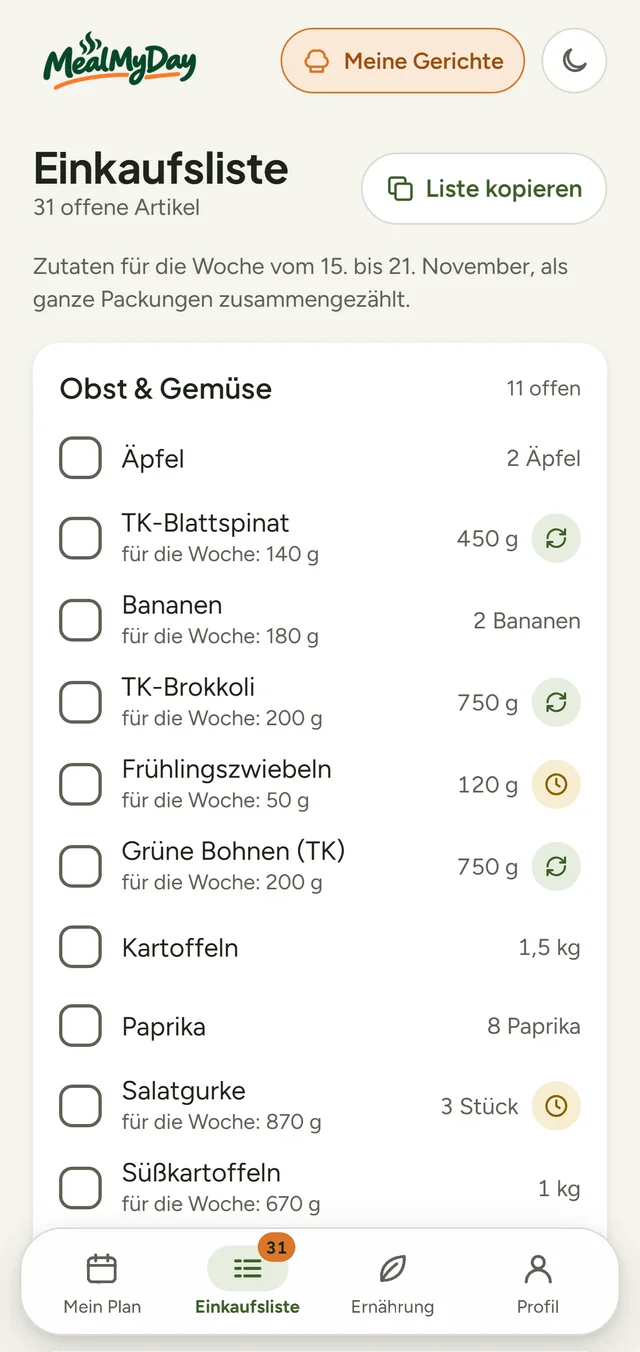 MealMyDay
Meine Gerichte
Einkaufsliste
31 offene Artikel
Liste kopieren
Zutaten für die Woche vom 15. bis 21. November, als
ganze Packungen zusammengezählt.
Obst & Gemüse
11 offen
Äpfel
2 Äpfel
TK-Blattspinat
für die Woche: 140 g
450 g
Bananen
für die Woche: 180 g
2 Bananen
TK-Brokkoli
für die Woche: 200 g
750 g
Frühlingszwiebeln
für die Woche: 50 g
120 g
Grüne Bohnen (TK)
für die Woche: 200 g
750 g
Kartoffeln
1,5 kg
Paprika
8 Paprika
Salatgurke
für die Woche: 870 g
3 Stück
Süßkartoffeln
für die Woche: 670 g
1 kg
31
Mein Plan
Einkaufsliste
Ernährung
Profil